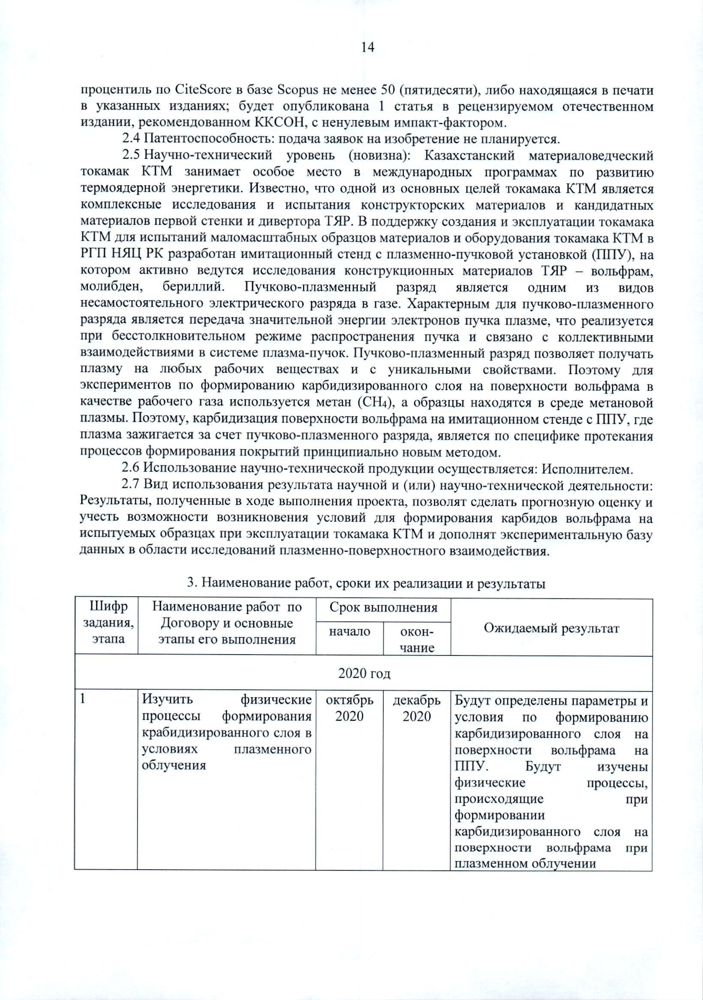 14
процентиль по CiteScore в базе Scopus не менее 50 (пятидесяти), либо находящаяся в печати
в указанных изданиях; будет опубликована 1 статья в рецензируемом отечественном
издании, рекомендованном ККСОН, с ненулевым импакт-фактором.
2.4 Патентоспособность: подача заявок на изобретение не планируется.
2.5 Научно-технический уровень (новизна): Казахстанский материаловедческий
токамак КТМ занимает особое место в международных программах по развитию
термоядерной энергетики. Известно, что одной из основных целей токамака КТМ является
комплексные исследования и испытания конструкторских материалов и кандидатных
материалов первой стенки и дивертора ТЯР. В поддержку создания и эксплуатации токамака
КТМ для испытаний маломасштабных образцов материалов и оборудования токамака КТМ в
РГП НЯЦ РК разработан имитационный стенд с плазменно-пучковой установкой (ППУ), на
котором активно ведутся исследования конструкционных материалов ТЯР – вольфрам,
молибден, бериллий. Пучково-плазменный разряд является одним из видов
несамостоятельного электрического разряда в газе. Характерным для пучково-плазменного
разряда является передача значительной энергии электронов пучка плазме, что реализуется
при бесстолкновительном режиме распространения пучка и связано с коллективными
взаимодействиями в системе плазма-пучок. Пучково-плазменный разряд позволяет получать
плазму на любых рабочих веществах и с уникальными свойствами. Поэтому для
экспериментов по формированию карбидизированного слоя на поверхности вольфрама в
качестве рабочего газа используется метан (CH4), а образцы находятся в среде метановой
плазмы. Поэтому, карбидизация поверхности вольфрама на имитационном стенде с ППУ, где
плазма зажигается за счет пучково-плазменного разряда, является по специфике протекания
процессов формирования покрытий принципиально новым методом.
2.6 Использование научно-технической продукции осуществляется: Исполнителем.
2.7 Вид использования результата научной и (или) научно-технической деятельности:
Результаты, полученные в ходе выполнения проекта, позволят сделать прогнозную оценку и
учесть возможности возникновения условий для формирования карбидов вольфрама на
испытуемых образцах при эксплуатации токамака КТМ и дополнят экспериментальную базу
данных в области исследований плазменно-поверхностного взаимодействия.
3. Наименование работ, сроки их реализации и результаты
Шифр
задания,
этапа
Наименование работ по
Договору и основные
этапы его выполнения
Срок выполнения
начало
окон-
чание
Ожидаемый результат
2020 год
1
Изучить физические
процессы формирования
крабидизированного слоя в
условиях плазменного
облучения
октябрь
2020
декабрь
2020
Будут определены параметры и
условия по формированию
карбидизированного слоя на
поверхности вольфрама на
ППУ. Будут изучены
физические процессы,
происходящие при
формировании
карбидизированного слоя на
поверхности вольфрама при
плазменном облучении